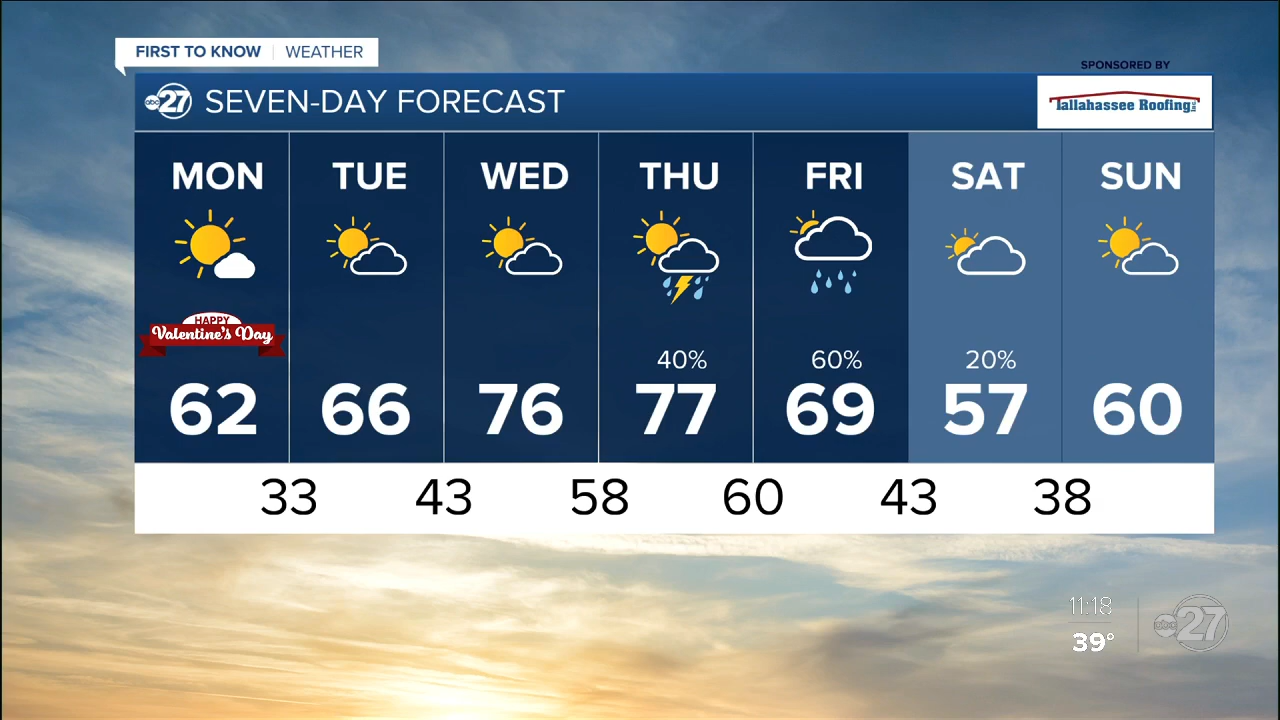 FIRST TO KNOW | WEATHER
SPONSORED BY
abc 27 SEVEN-DAY FORECAST
Tallahassee Roofing Inc.
MON TUE WED THU FRI SAT SUN
HAPPY
Valentine's Day
40% 60% 20%
62 66 76 77 69 57 60
33 43 58 60 43 38
11:18
39°
abc 27